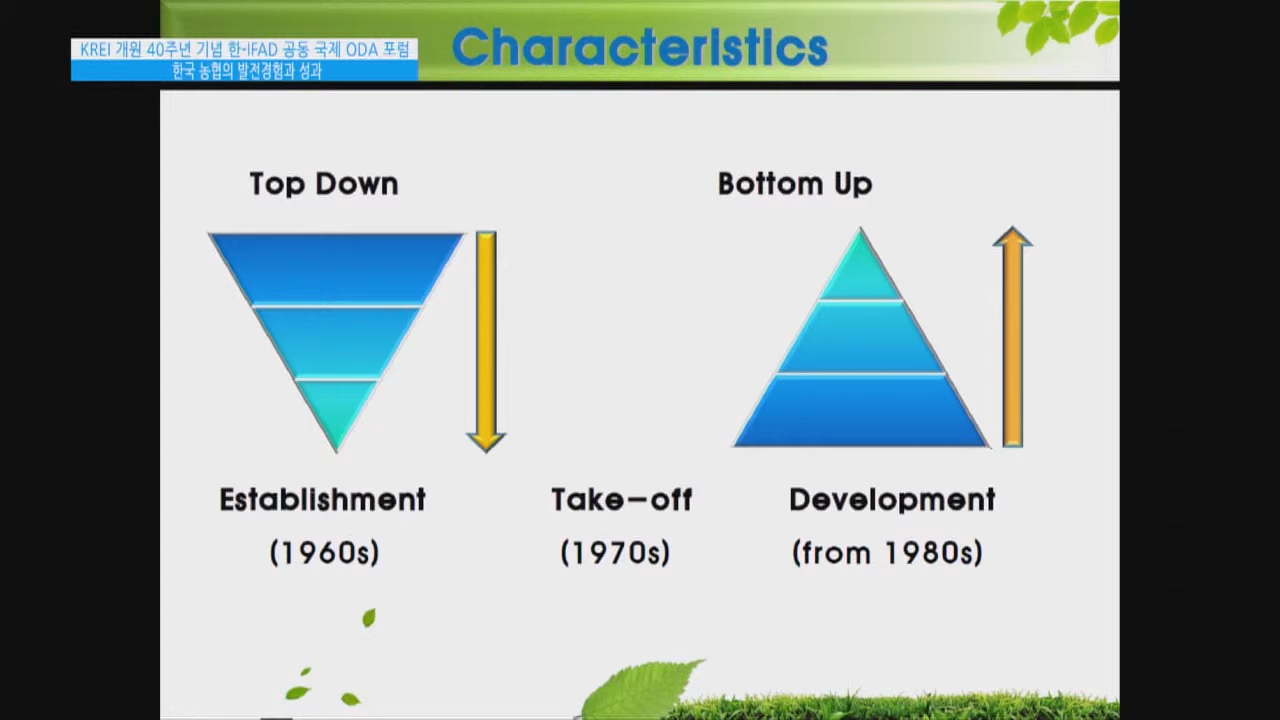 KREI 개원 40주년 기념 한-IFAD 공동 국제 ODA 포럼
한국 농협의 발전경험과 성과
Characteristics
Top Down
Bottom Up
Establishment
Take-off
Development
(1960s)
(1970s)
(from 1980s)